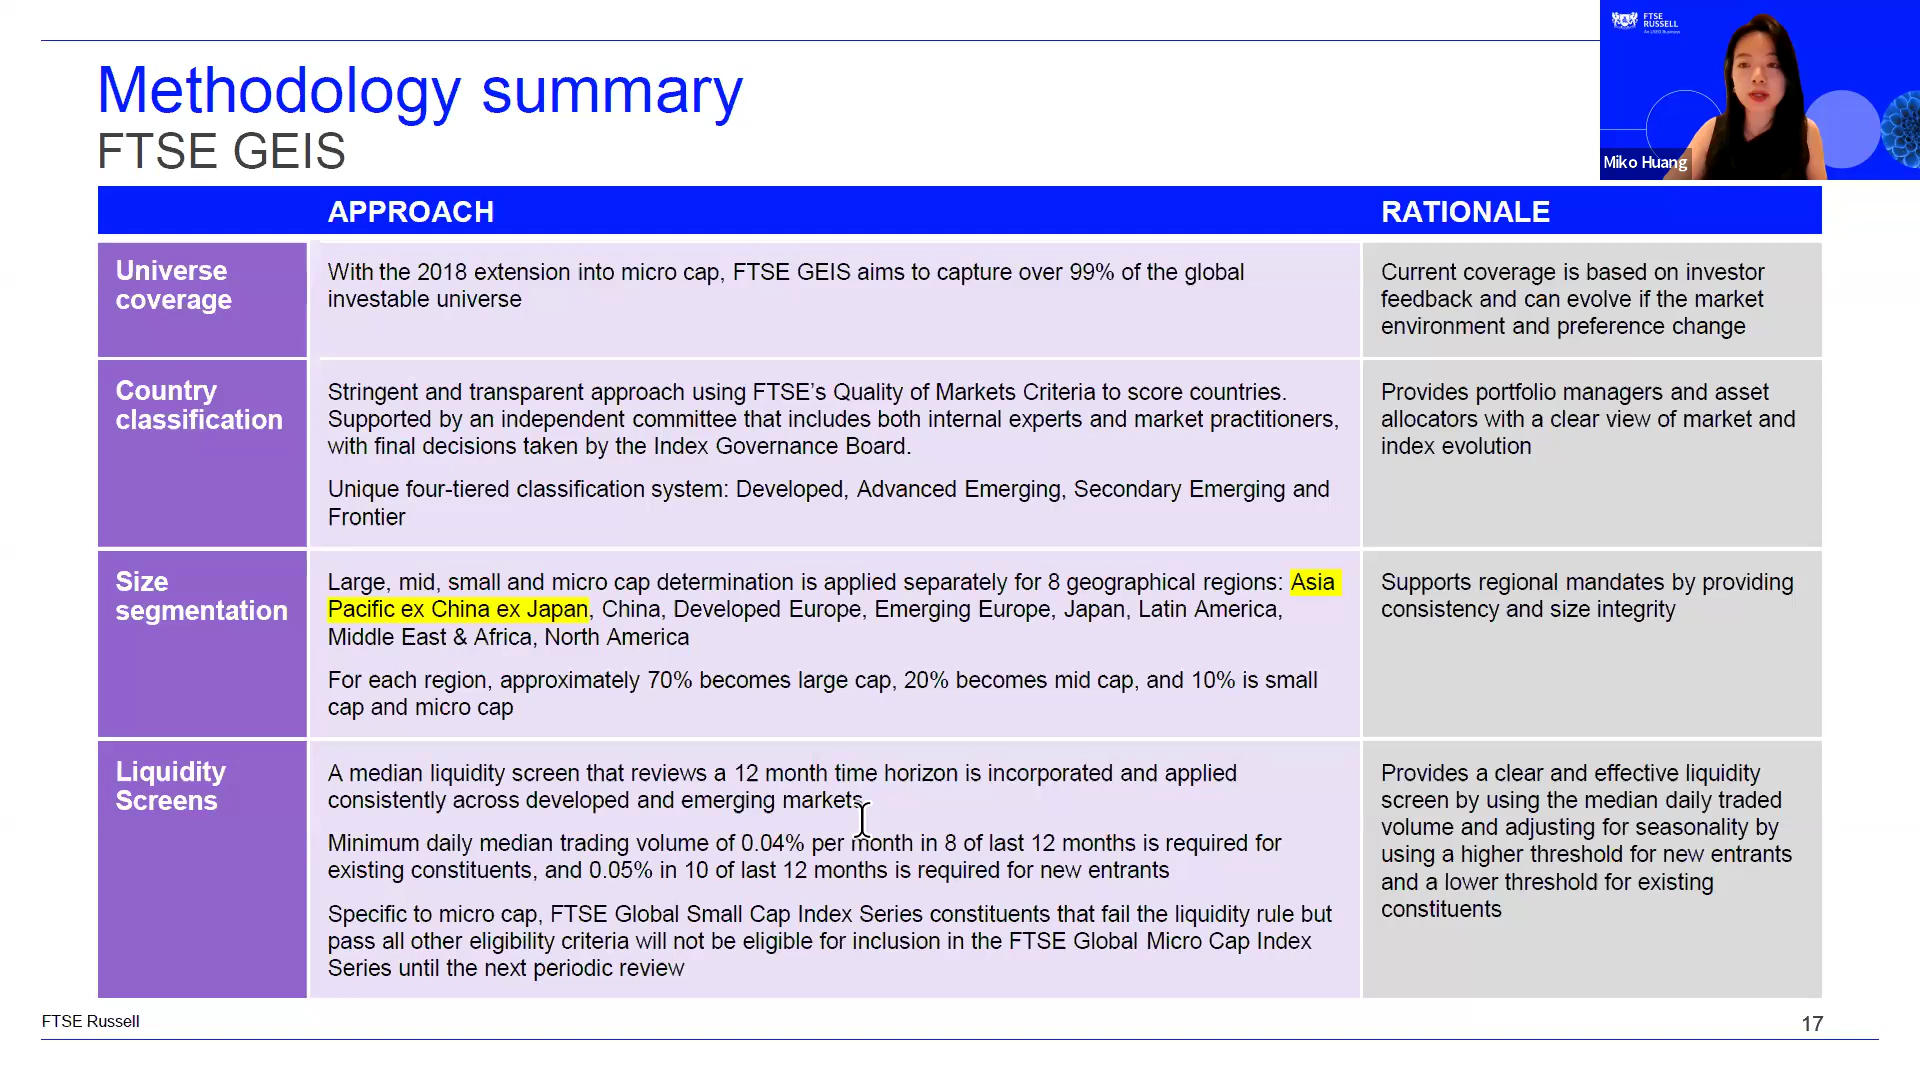 FTSE
RUSSELL
An LSEG Business
Miko Huang
Methodology summary
FTSE GEIS
APPROACH
RATIONALE
Universe
coverage
With the 2018 extension into micro cap, FTSE GEIS aims to capture over 99% of the global
investable universe
Current coverage is based on investor
feedback and can evolve if the market
environment and preference change
Country
classification
Stringent and transparent approach using FTSE’s Quality of Markets Criteria to score countries.
Supported by an independent committee that includes both internal experts and market practitioners,
with final decisions taken by the Index Governance Board.
Unique four-tiered classification system: Developed, Advanced Emerging, Secondary Emerging and
Frontier
Provides portfolio managers and asset
allocators with a clear view of market and
index evolution
Size
segmentation
Large, mid, small and micro cap determination is applied separately for 8 geographical regions: Asia
Pacific ex China ex Japan, China, Developed Europe, Emerging Europe, Japan, Latin America,
Middle East & Africa, North America
For each region, approximately 70% becomes large cap, 20% becomes mid cap, and 10% is small
cap and micro cap
Supports regional mandates by providing
consistency and size integrity
Liquidity
Screens
A median liquidity screen that reviews a 12 month time horizon is incorporated and applied
consistently across developed and emerging markets.
Minimum daily median trading volume of 0.04% per month in 8 of last 12 months is required for
existing constituents, and 0.05% in 10 of last 12 months is required for new entrants
Specific to micro cap, FTSE Global Small Cap Index Series constituents that fail the liquidity rule but
pass all other eligibility criteria will not be eligible for inclusion in the FTSE Global Micro Cap Index
Series until the next periodic review
Provides a clear and effective liquidity
screen by using the median daily traded
volume and adjusting for seasonality by
using a higher threshold for new entrants
and a lower threshold for existing
constituents
FTSE Russell
17